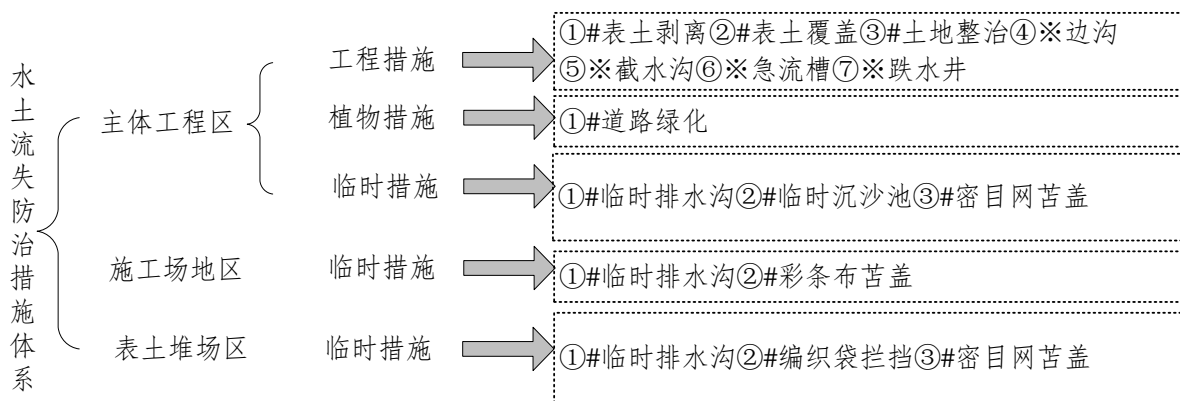 水土流失防治措施体系
主体工程区
工程措施
①#表土剥离②#表土覆盖③#土地整治④※边沟
⑤※截水沟⑥※急流槽⑦※跌水井
植物措施
①#道路绿化
临时措施
①#临时排水沟②#临时沉沙池③#密目网苫盖
施工场地区
临时措施
①#临时排水沟②#彩条布苫盖
表土堆场区
临时措施
①#临时排水沟②#编织袋拦挡③#密目网苫盖